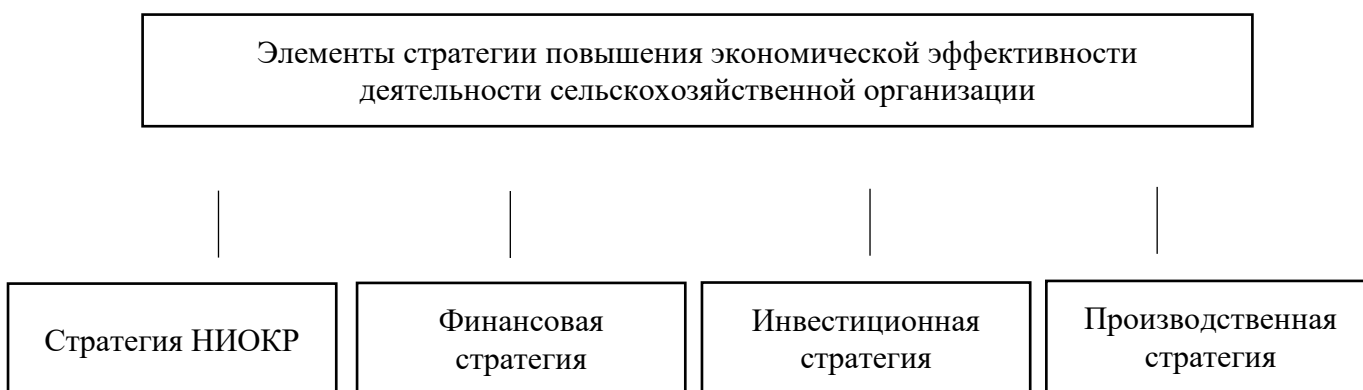 Элементы стратегии повышения экономической эффективности
деятельности сельскохозяйственной организации
Стратегия НИОКР
Финансовая
стратегия
Инвестиционная
стратегия
Производственная
стратегия